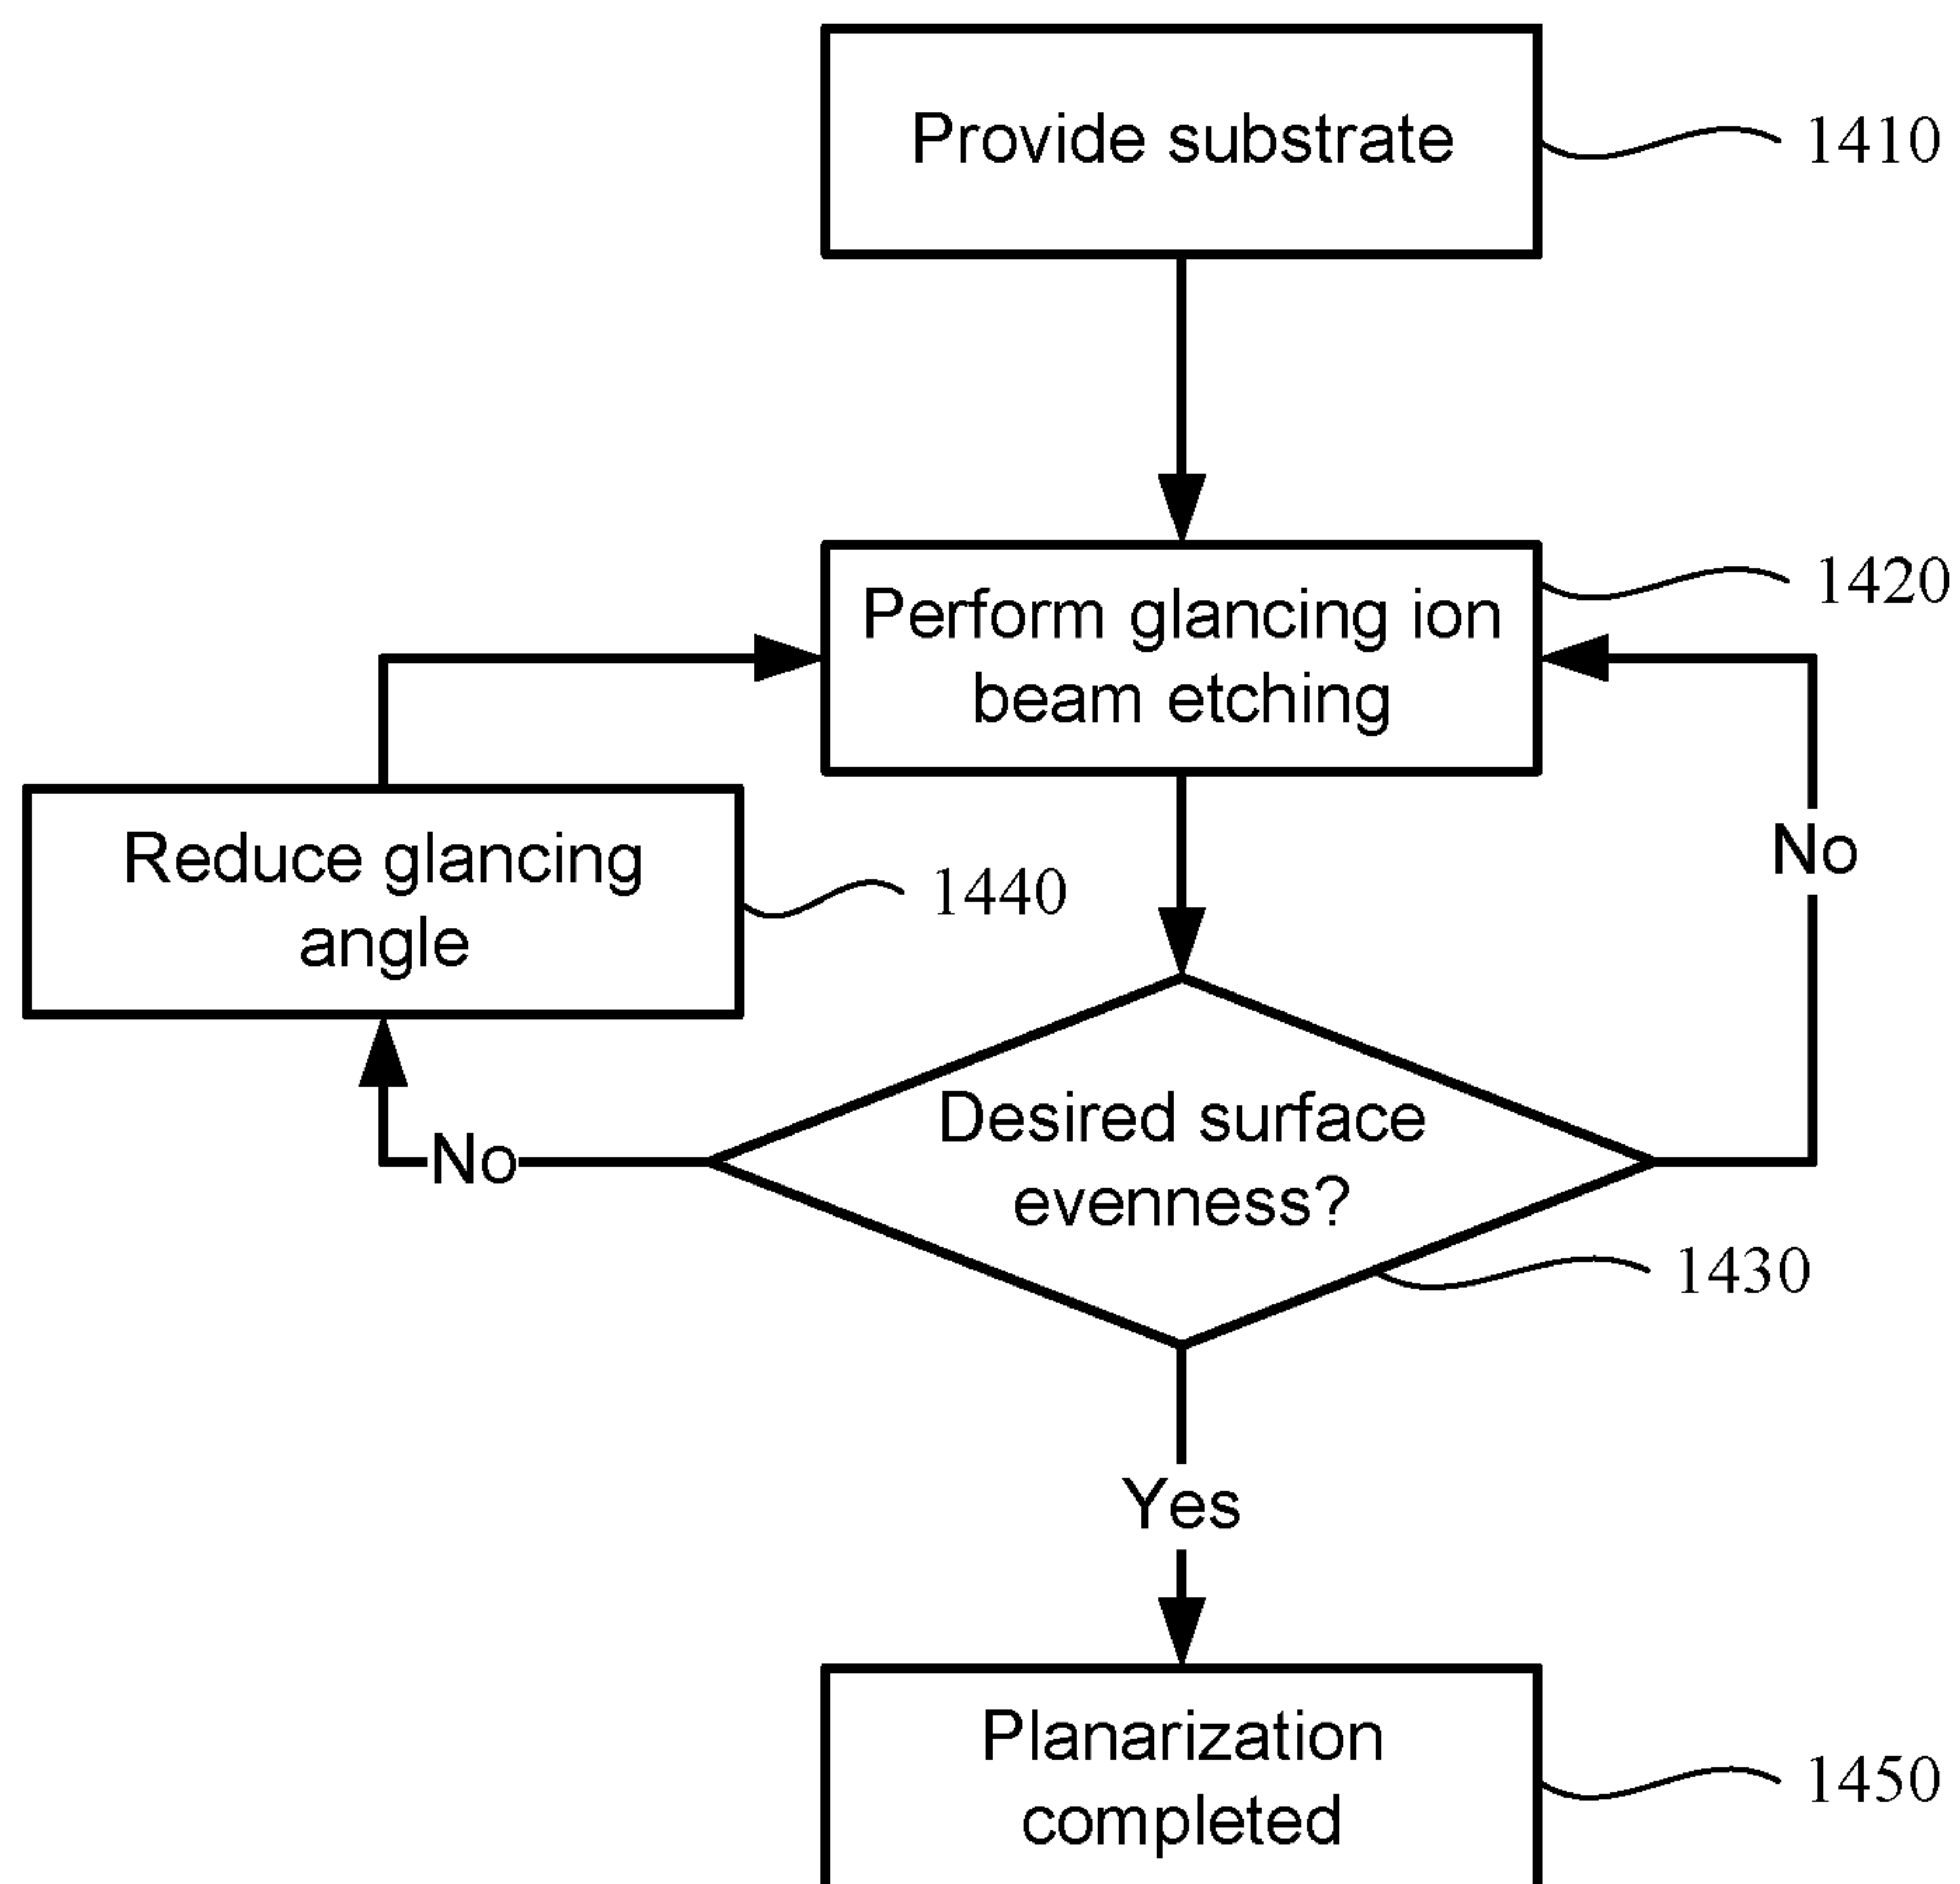 Provide substrate
1410
Perform glancing ion
beam etching
1420
Reduce glancing
angle
1440
No
No
Desired surface
evenness?
1430
Yes
Planarization
completed
1450